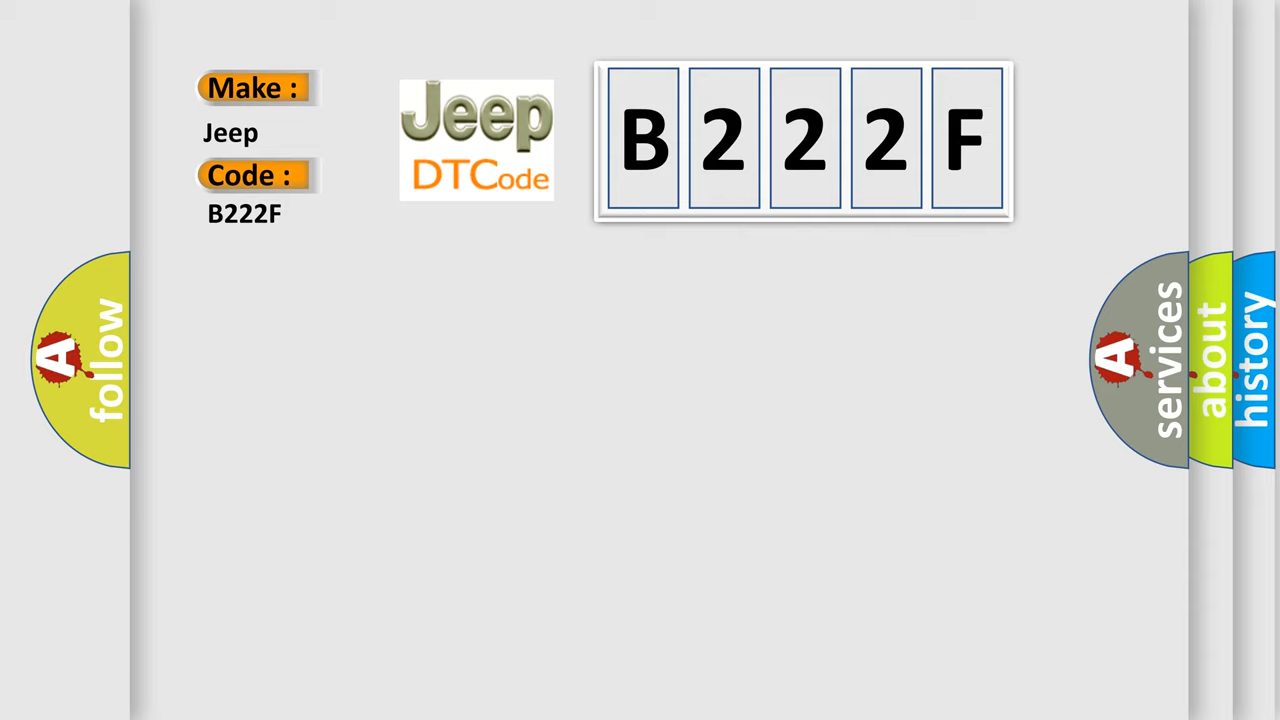 Make :
Jeep
Code :
B222F
Jeep
DTCode
B 2 2 2 F
A follow
A services
about
history